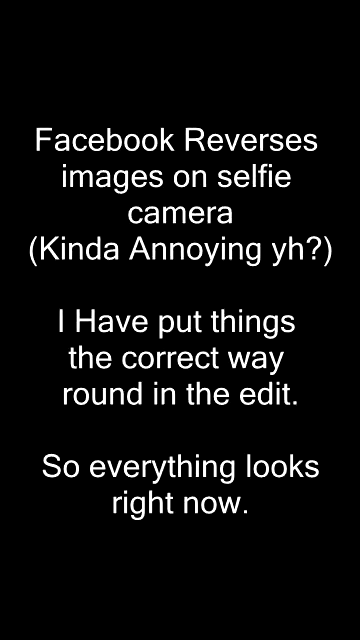 Facebook Reverses
images on selfie
camera
(Kinda Annoying yh?)
I Have put things
the correct way
round in the edit.
So everything looks
right now.